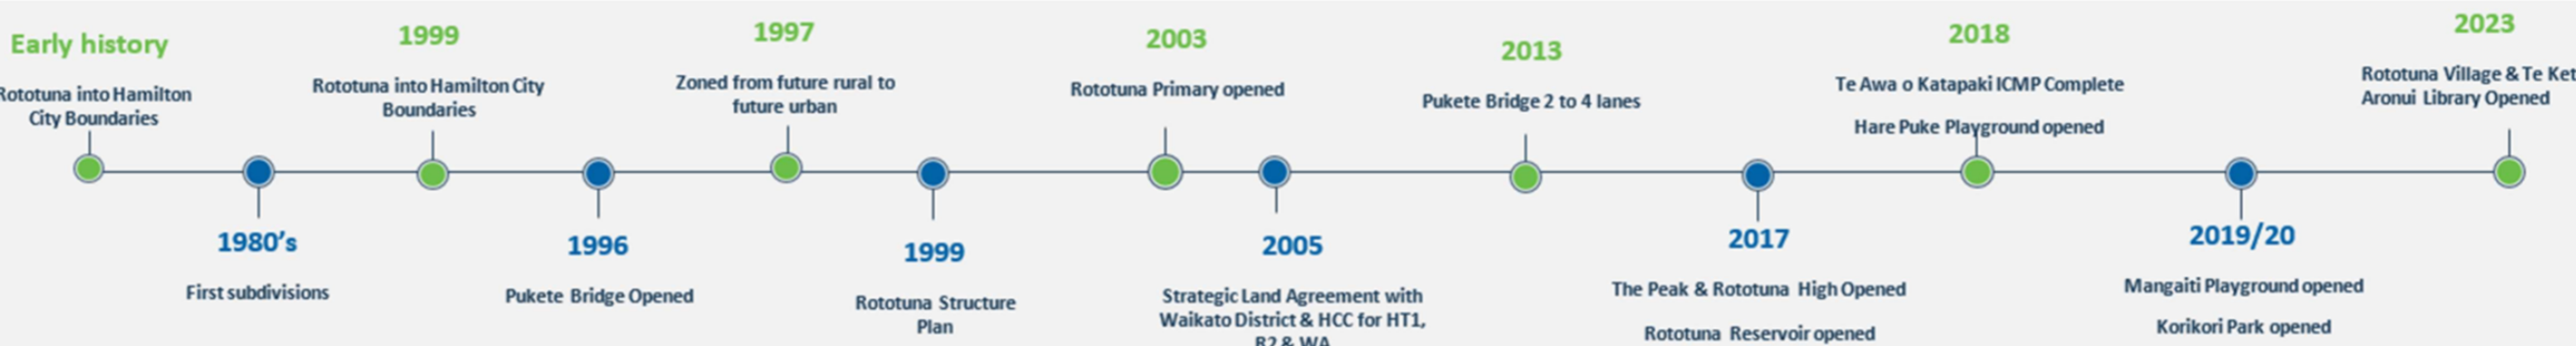 Early history
Rototuna into Hamilton
City Boundaries
1980's
First subdivisions
1999
Rototuna into Hamilton City
Boundaries
1996
Pukete Bridge Opened
1997
Zoned from future rural to
future urban
1999
Rototuna Structure
Plan
2003
Rototuna Primary opened
2005
Strategic Land Agreement with
Waikato District & HCC for HT1,
R2 & WA
2013
Pukete Bridge 2 to 4 lanes
2017
The Peak & Rototuna High Opened
Rototuna Reservoir opened
2018
Te Awa o Katapaki ICMP Complete
Hare Puke Playground opened
2019/20
Mangaiti Playground opened
Korikori Park opened
2023
Rototuna Village & Te Ket
Aronui Library Opened